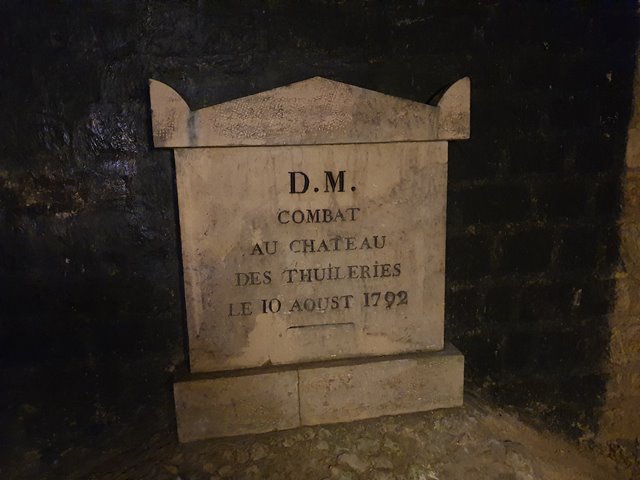 D.M.
COMBAT
AU CHATEAU
DES THUILERIES
LE 10 AOUST 1792